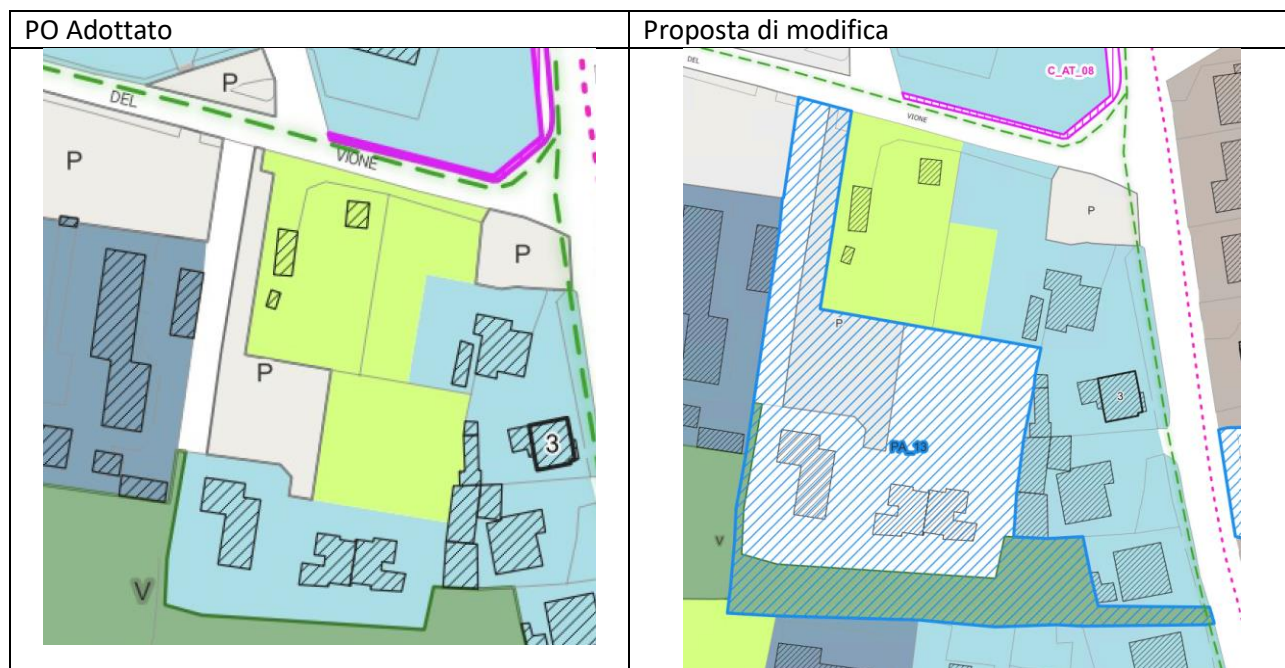 PO Adottato
Proposta di modifica
P
DEL
VIONE
P
P
P
3
V
C_AT_08
DEL
VIONE
P
P
3
PA_13
V